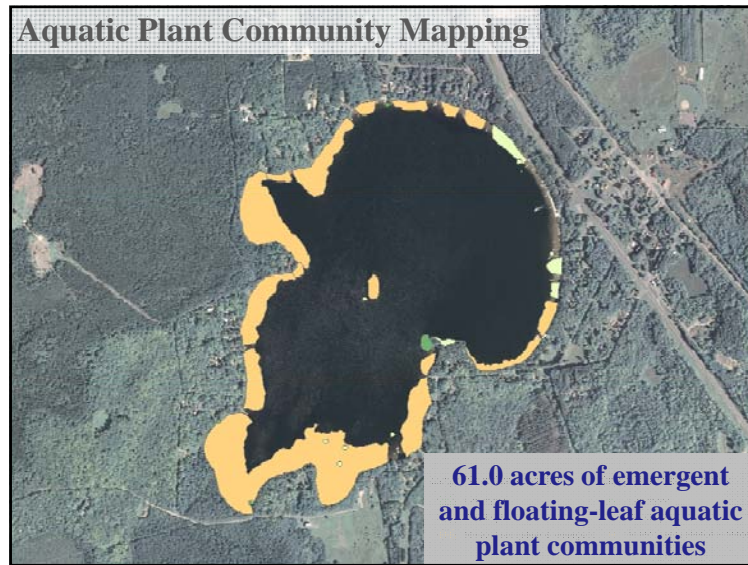 Aquatic Plant Community Mapping
61.0 acres of emergent
and floating-leaf aquatic
plant communities